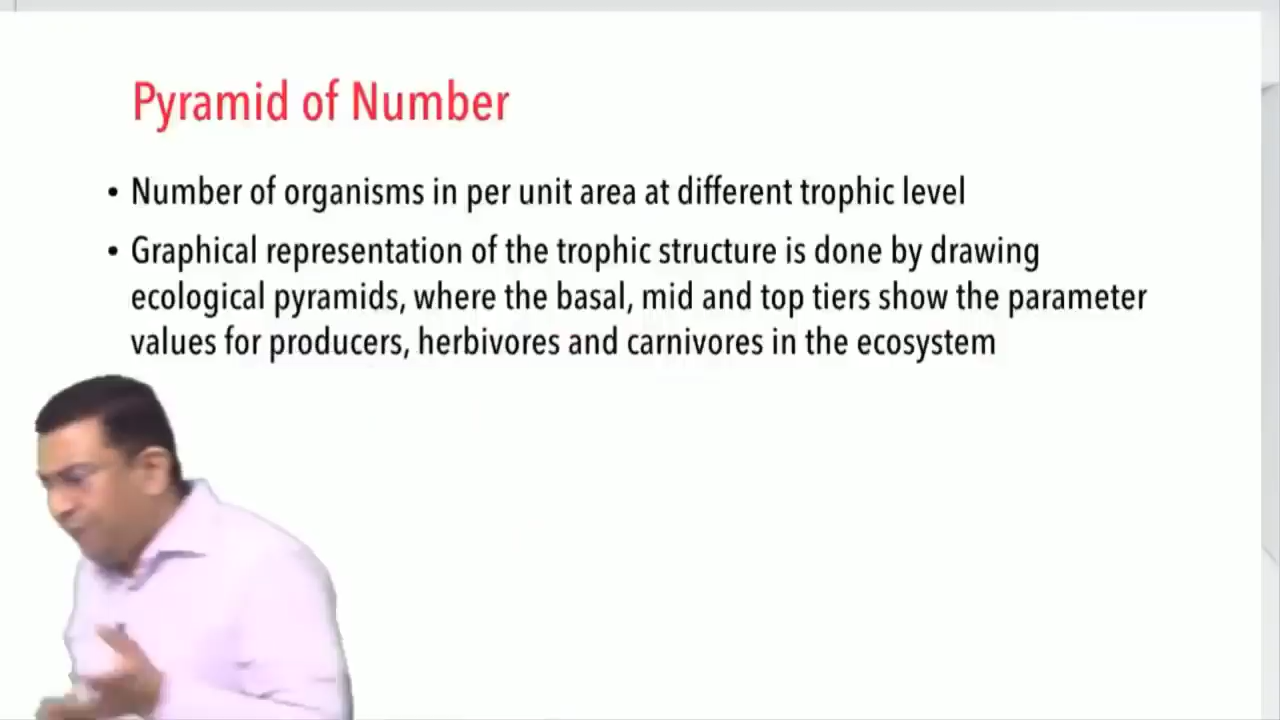 Pyramid of Number
• Number of organisms in per unit area at different trophic level
• Graphical representation of the trophic structure is done by drawing
ecological pyramids, where the basal, mid and top tiers show the parameter
values for producers, herbivores and carnivores in the ecosystem